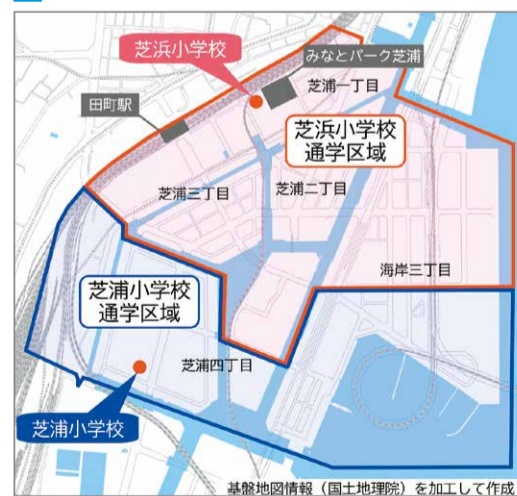 芝浜小学校
みなとパーク芝浦
芝浦一丁目
田町駅
芝浜小学校
通学区域
芝浦三丁目
芝浦二丁目
海岸三丁目
芝浦小学校
通学区域
芝浦四丁目
芝浦小学校
基盤地図情報(国土地理院)を加工して作成